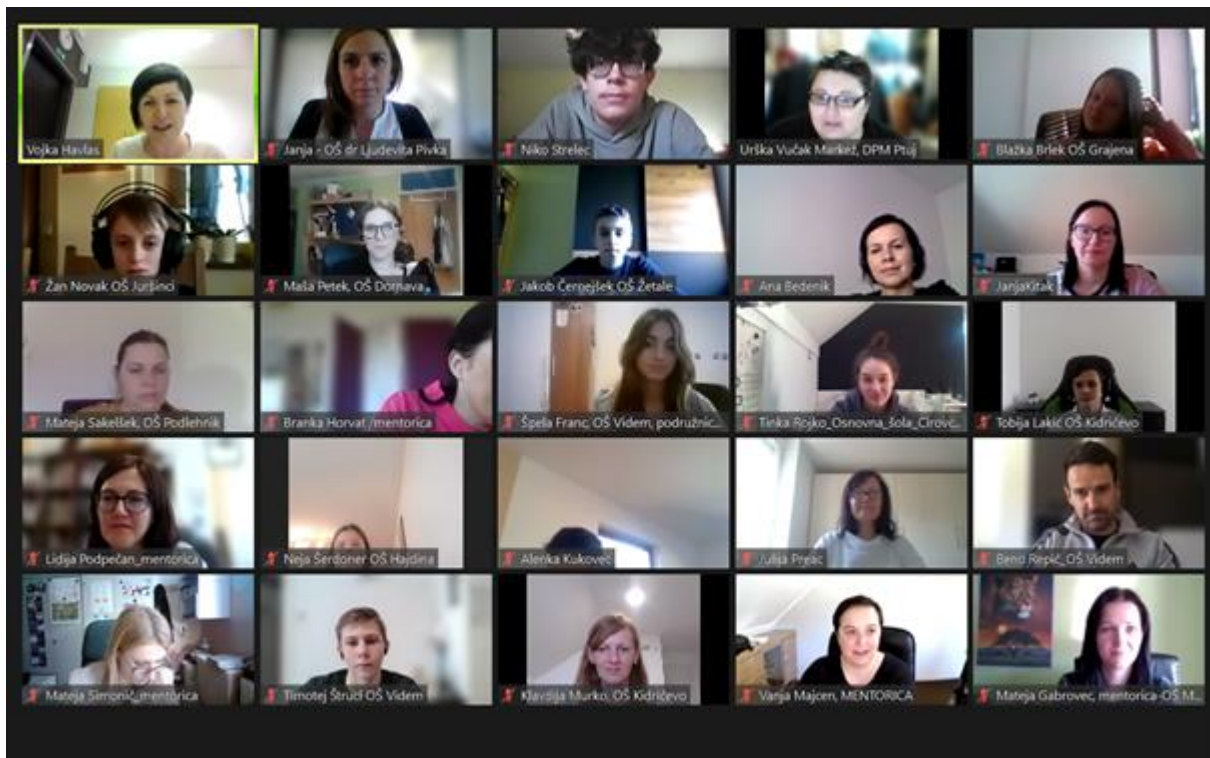 Vojka Havlas
Janja - OŠ dr Ljudevita Pivka
Niko Strelec
Urška Vučak Markež, DPM Ptuj
Blažka Brlek OŠ Grajena
Žan Novak OŠ Juršinci
Maša Petek, OŠ Dornava
Jakob Černejšek OŠ Žetale
Ana Bedenik
JanjaKitak
Mateja Sakelšek, OŠ Podlehnik
Branka Horvat, mentorica
Špela Franc, OŠ Videm, podružnic...
Tinka Rojko_Osnovna_šola_Cirovc...
Tobija Lakić OŠ Kidričevo
Lidija Podpečan_mentorica
Neja Šerdoner OŠ Hajdina
Alenka Kukovec
Julija Preac
Beno Repič, OŠ Videm
Mateja Simonič_mentorica
Timotej Štrucl OŠ Videm
Klavdija Murko, OŠ Kidričevo
Vanja Majcen, MENTORICA
Mateja Gabrovec, mentorica-OŠ M...